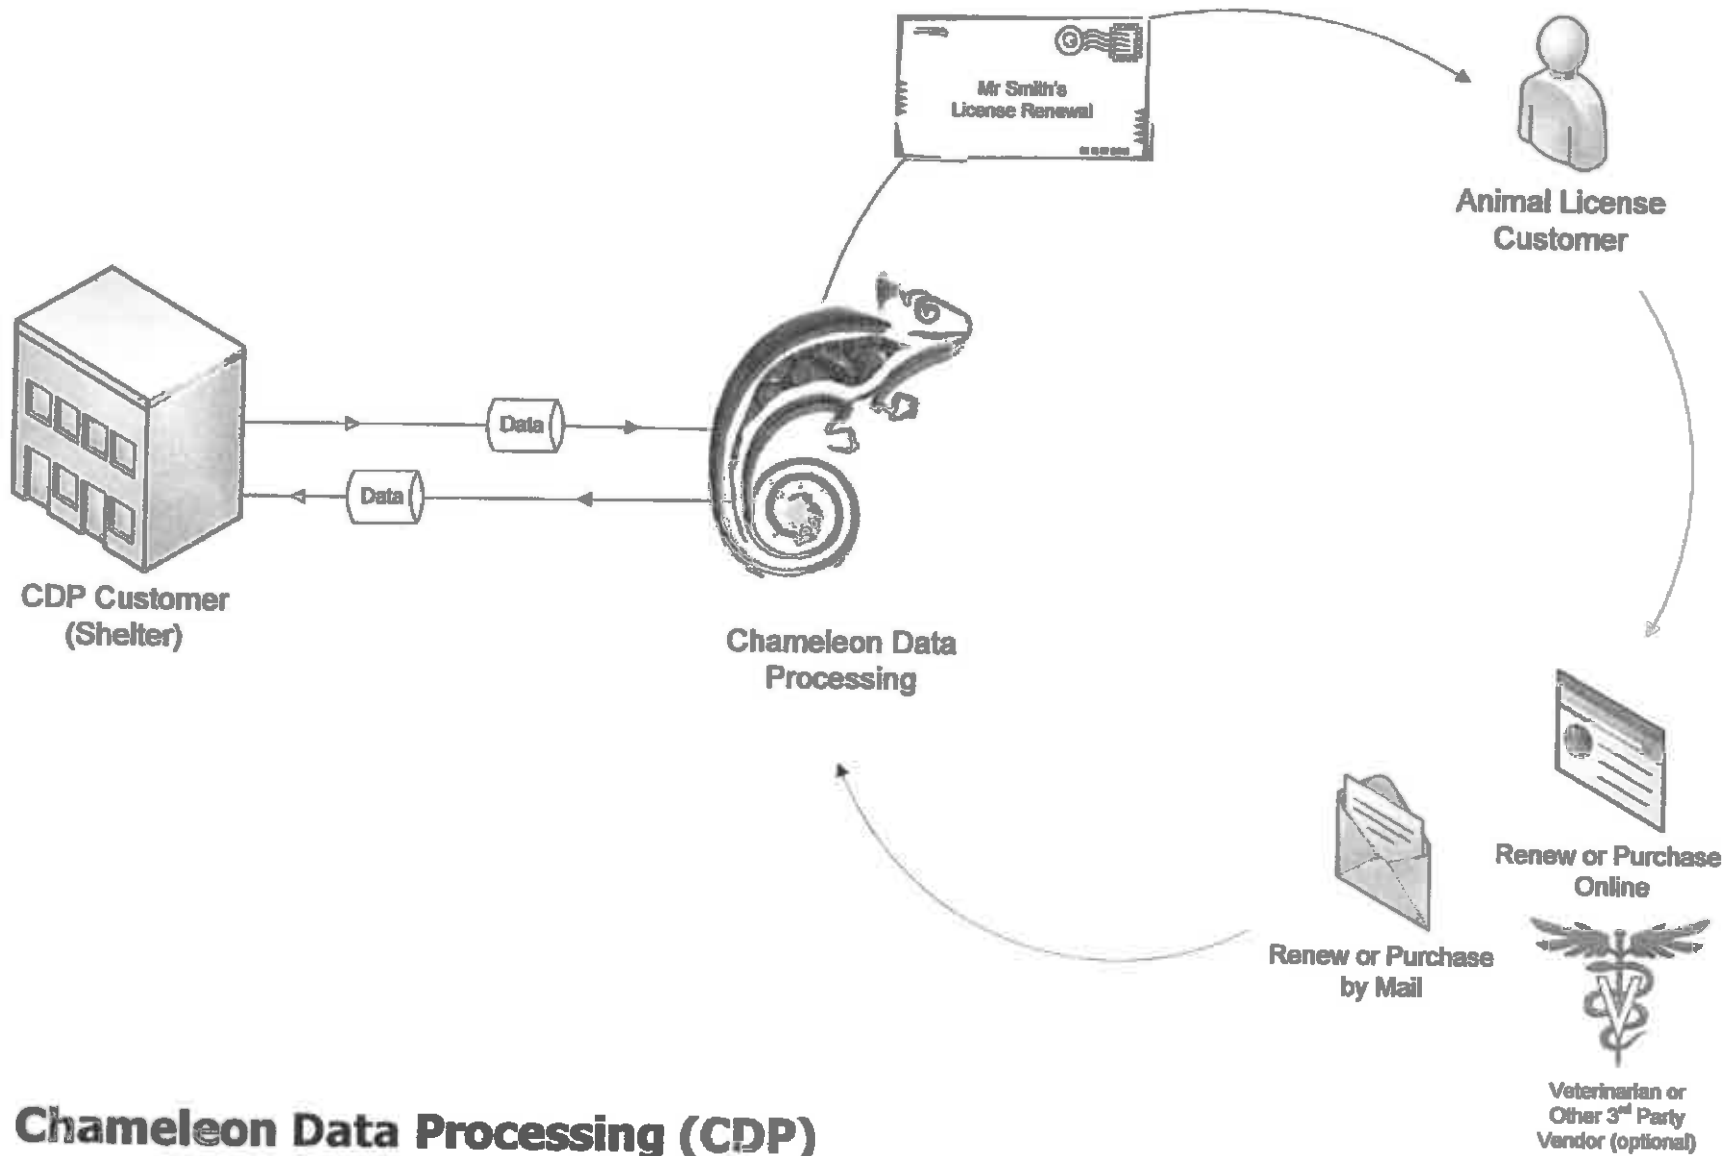 Mr Smith's
License Renewal
Animal License
Customer
Data
Data
CDP Customer
(Shelter)
Chameleon Data
Processing
Renew or Purchase
Online
Renew or Purchase
by Mail
V
Veterinarian or
Other 3rd Party
Vendor (optional)
Chameleon Data Processing (CDP)